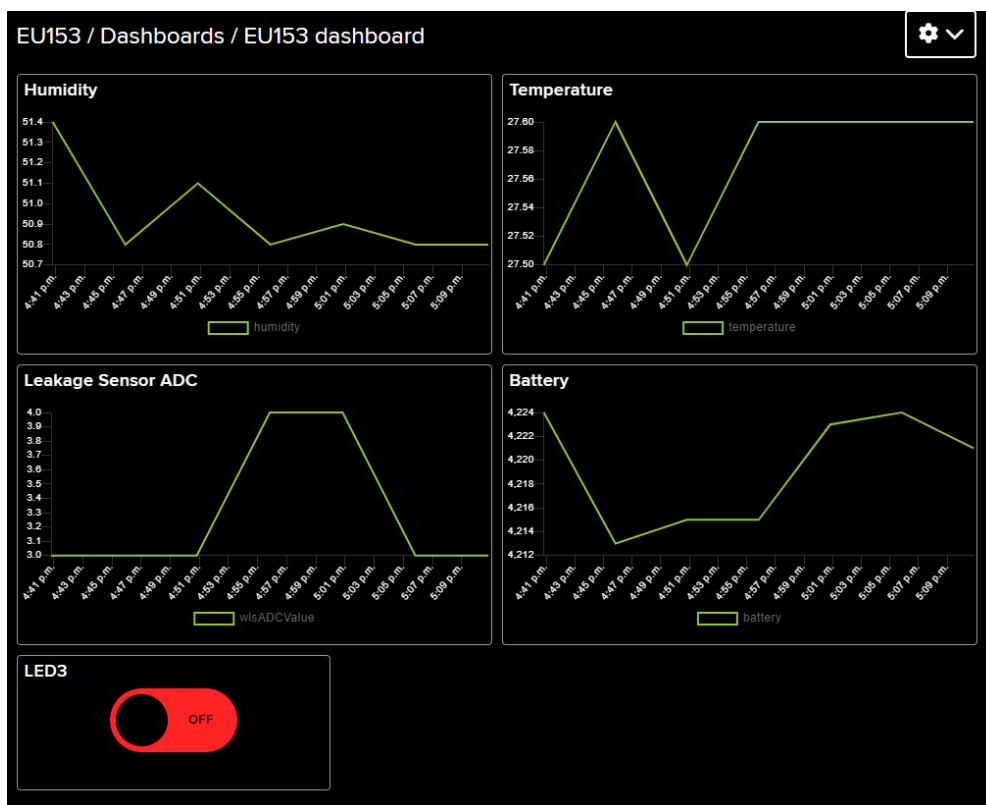 EU153 / Dashboards / EU153 dashboard
Humidity
51.4
51.3
51.2
51.1
51.0
50.9
50.8
50.7
4:41 p.m. 4:43 p.m. 4:45 p.m. 4:47 p.m. 4:49 p.m. 4:51 p.m. 4:53 p.m. 4:55 p.m. 4:57 p.m. 4:59 p.m. 5:01 p.m. 5:03 p.m. 5:05 p.m. 5:07 p.m. 5:09 p.m.
humidity
Temperature
27.60
27.58
27.56
27.54
27.52
27.50
4:41 p.m. 4:43 p.m. 4:45 p.m. 4:47 p.m. 4:49 p.m. 4:51 p.m. 4:53 p.m. 4:55 p.m. 4:57 p.m. 4:59 p.m. 5:01 p.m. 5:03 p.m. 5:05 p.m. 5:07 p.m. 5:09 p.m.
temperature
Leakage Sensor ADC
4.0
3.9
3.8
3.7
3.6
3.5
3.4
3.3
3.2
3.1
3.0
4:41 p.m. 4:43 p.m. 4:45 p.m. 4:47 p.m. 4:49 p.m. 4:51 p.m. 4:53 p.m. 4:55 p.m. 4:57 p.m. 4:59 p.m. 5:01 p.m. 5:03 p.m. 5:05 p.m. 5:07 p.m. 5:09 p.m.
wlsADCValue
Battery
4,224
4,222
4,220
4,218
4,216
4,214
4,212
4:41 p.m. 4:43 p.m. 4:45 p.m. 4:47 p.m. 4:49 p.m. 4:51 p.m. 4:53 p.m. 4:55 p.m. 4:57 p.m. 4:59 p.m. 5:01 p.m. 5:03 p.m. 5:05 p.m. 5:07 p.m. 5:09 p.m.
battery
LED3
OFF